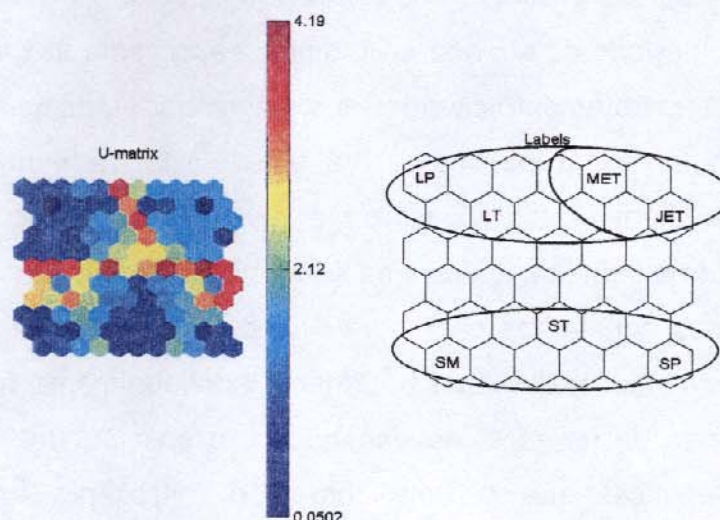 4.19
U-matrix
Labels
LP
MET
LT
JET
2.12
ST
SM
SP
0.0502